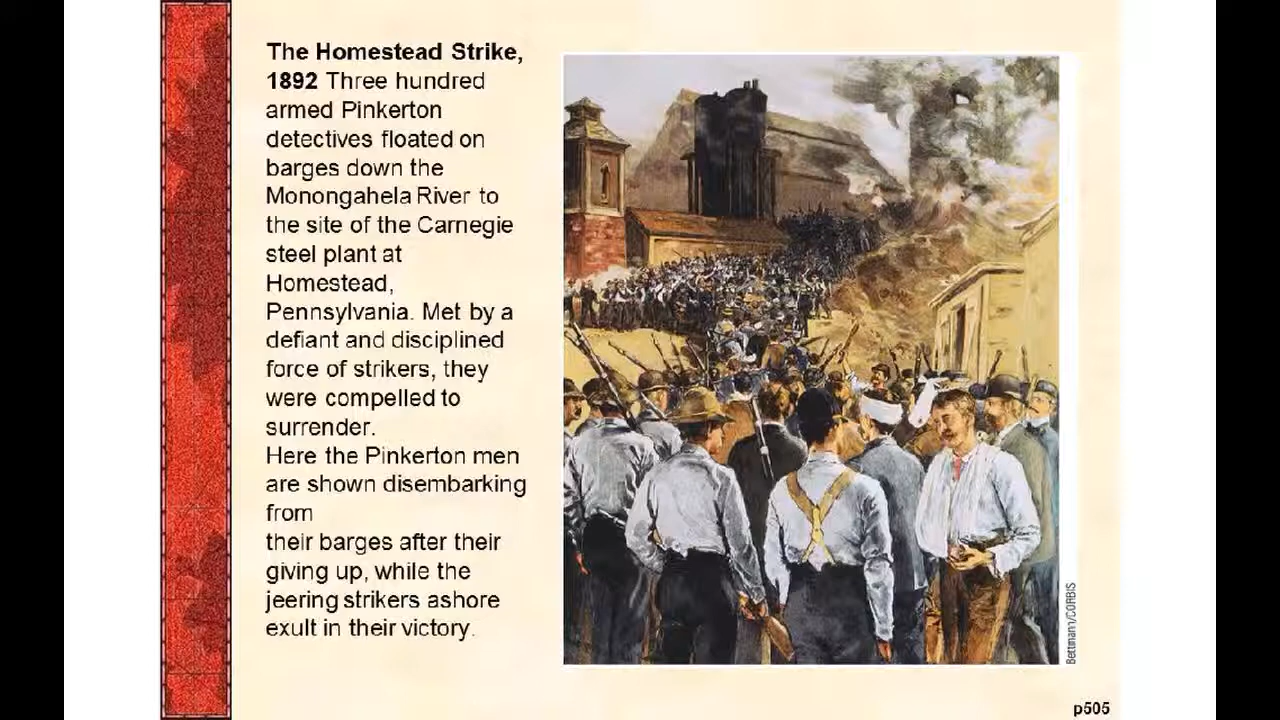 The Homestead Strike,
1892 Three hundred
armed Pinkerton
detectives floated on
barges down the
Monongahela River to
the site of the Carnegie
steel plant at
Homestead,
Pennsylvania. Met by a
defiant and disciplined
force of strikers, they
were compelled to
surrender.
Here the Pinkerton men
are shown disembarking
from
their barges after their
giving up, while the
jeering strikers ashore
exult in their victory.
Bettmann/CORBIS
p505